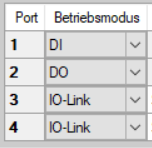 Port Betriebsmodus
1 DI
2 DO
3 IO-Link
4 IO-Link